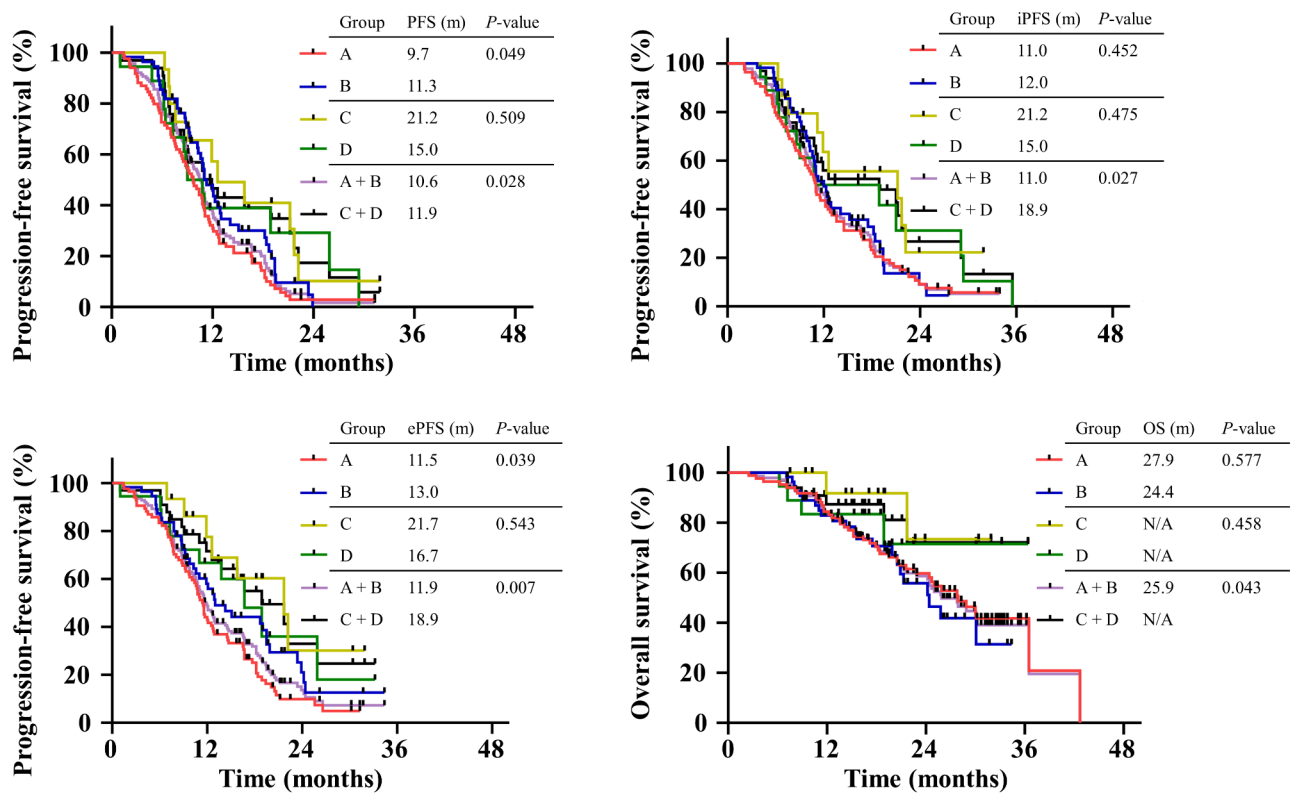 Group PFS (m) P-value
A 9.7 0.049
B 11.3
C 21.2 0.509
D 15.0
A + B 10.6 0.028
C + D 11.9
Progression-free survival (%)
100
80
60
40
20
0
0 12 24 36 48
Time (months)
Group iPFS (m) P-value
A 11.0 0.452
B 12.0
C 21.2 0.475
D 15.0
A + B 11.0 0.027
C + D 18.9
Progression-free survival (%)
100
80
60
40
20
0
0 12 24 36 48
Time (months)
Group ePFS (m) P-value
A 11.5 0.039
B 13.0
C 21.7 0.543
D 16.7
A + B 11.9 0.007
C + D 18.9
Progression-free survival (%)
100
80
60
40
20
0
0 12 24 36 48
Time (months)
Group OS (m) P-value
A 27.9 0.577
B 24.4
C N/A 0.458
D N/A
A + B 25.9 0.043
C + D N/A
Overall survival (%)
100
80
60
40
20
0
0 12 24 36 48
Time (months)